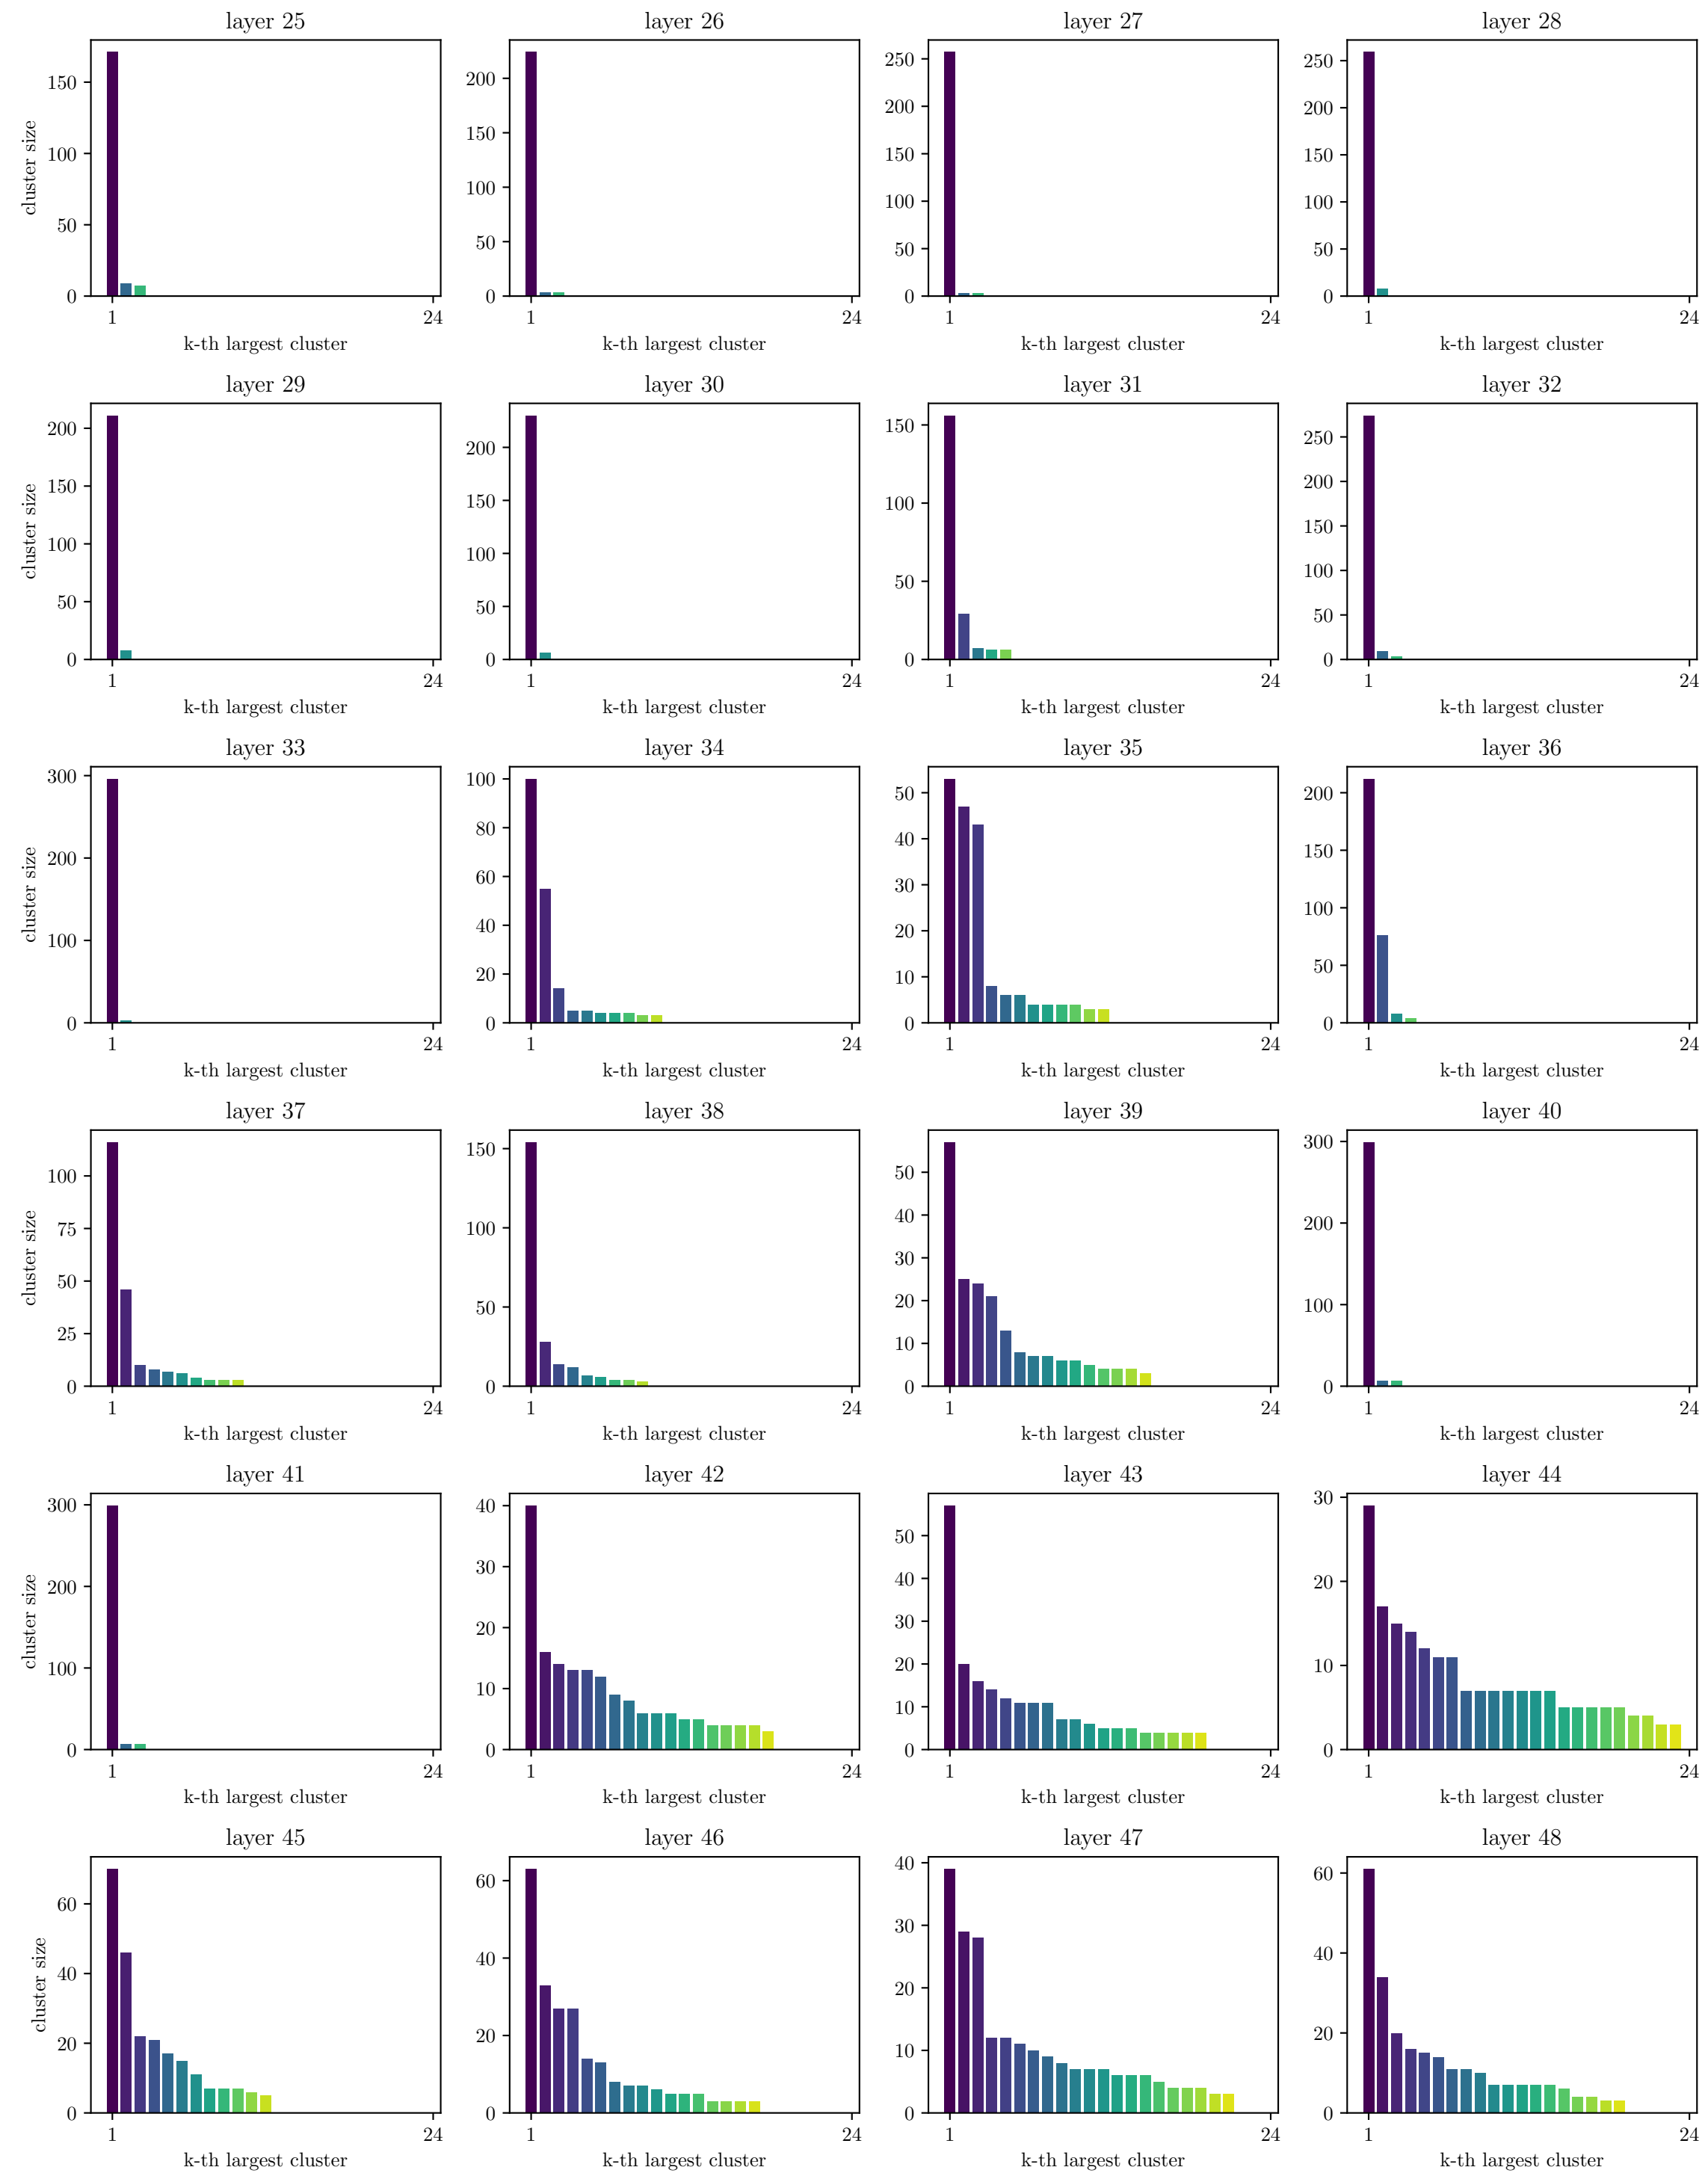 layer 25
layer 26
layer 27
layer 28
cluster size
150
100
50
0
200
150
100
50
0
250
200
150
100
50
0
250
200
150
100
50
0
1 24
1 24
1 24
1 24
k-th largest cluster
k-th largest cluster
k-th largest cluster
k-th largest cluster
layer 29
layer 30
layer 31
layer 32
cluster size
200
150
100
50
0
200
150
100
50
0
150
100
50
0
250
200
150
100
50
0
1 24
1 24
1 24
1 24
k-th largest cluster
k-th largest cluster
k-th largest cluster
k-th largest cluster
layer 33
layer 34
layer 35
layer 36
cluster size
300
200
100
0
100
80
60
40
20
0
50
40
30
20
10
0
200
150
100
50
0
1 24
1 24
1 24
1 24
k-th largest cluster
k-th largest cluster
k-th largest cluster
k-th largest cluster
layer 37
layer 38
layer 39
layer 40
cluster size
100
75
50
25
0
150
100
50
0
50
40
30
20
10
0
300
200
100
0
1 24
1 24
1 24
1 24
k-th largest cluster
k-th largest cluster
k-th largest cluster
k-th largest cluster
layer 41
layer 42
layer 43
layer 44
cluster size
300
200
100
0
40
30
20
10
0
50
40
30
20
10
0
30
20
10
0
1 24
1 24
1 24
1 24
k-th largest cluster
k-th largest cluster
k-th largest cluster
k-th largest cluster
layer 45
layer 46
layer 47
layer 48
cluster size
60
40
20
0
60
40
20
0
40
30
20
10
0
60
40
20
0
1 24
1 24
1 24
1 24
k-th largest cluster
k-th largest cluster
k-th largest cluster
k-th largest cluster